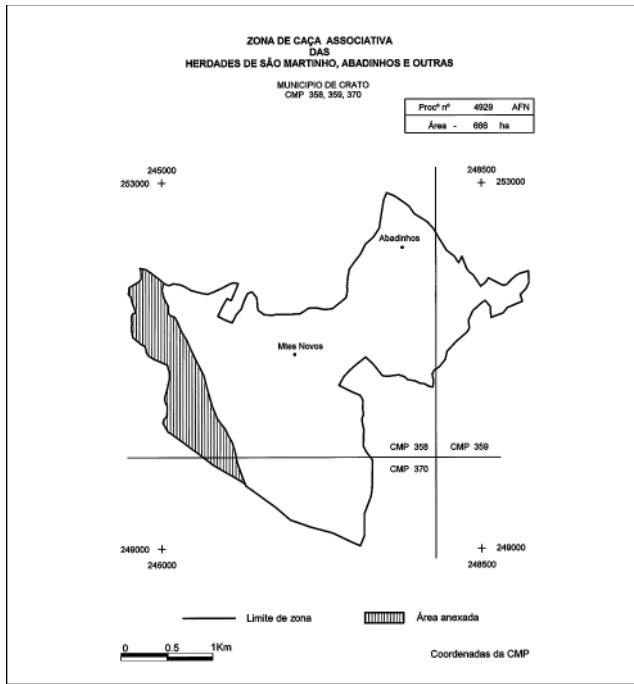 ZONA DE CAÇA ASSOCIATIVA
DAS
HERDADES DE SÃO MARTINHO, ABADINHOS E OUTRAS
MUNICIPIO DE CRATO
CMP 358, 359, 370
Procº nº 4929 AFN
Área - 666 ha
245000
253000
248500
253000
Abadinhos
Mtes Novos
CMP 358
CMP 359
CMP 370
249000
245000
249000
248500
Limite de zona
Área anexada
0 0.5 1Km
Coordenadas da CMP